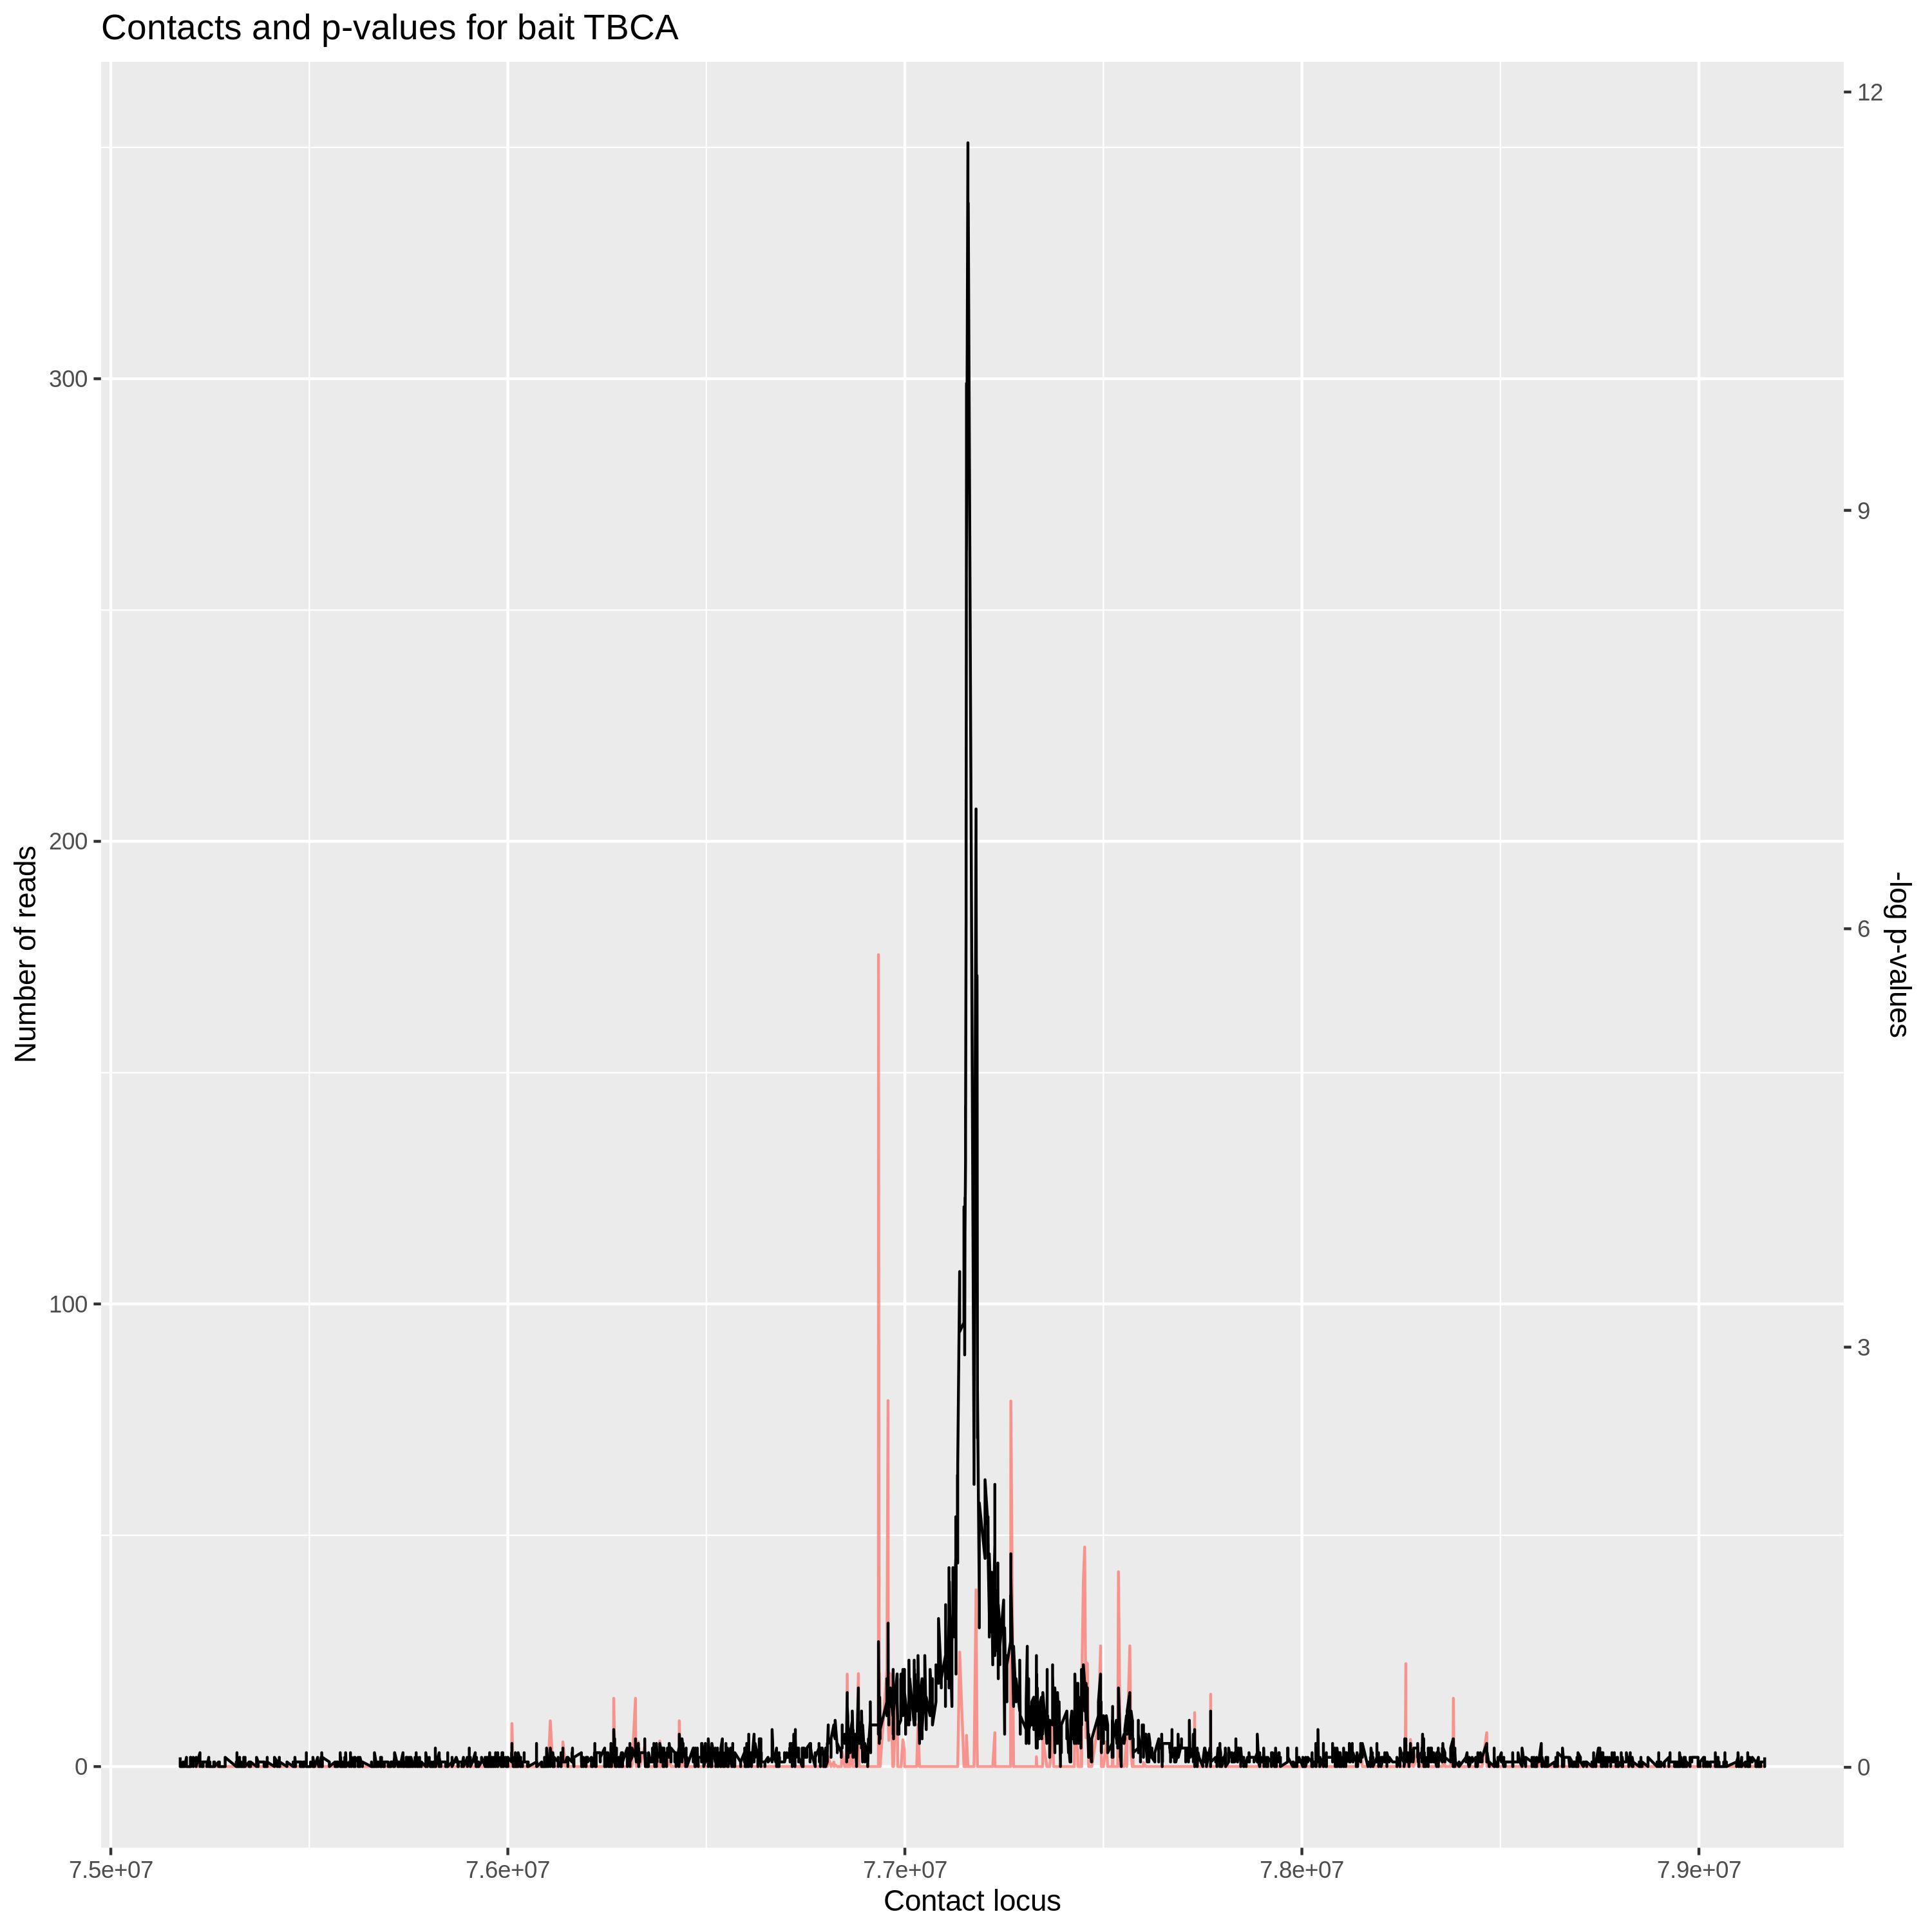 Contacts and p-values for bait TBCA
12
9
6
3
0
-log p-values
300
200
100
0
Number of reads
7.5e+07
7.6e+07
7.7e+07
7.8e+07
7.9e+07
Contact locus